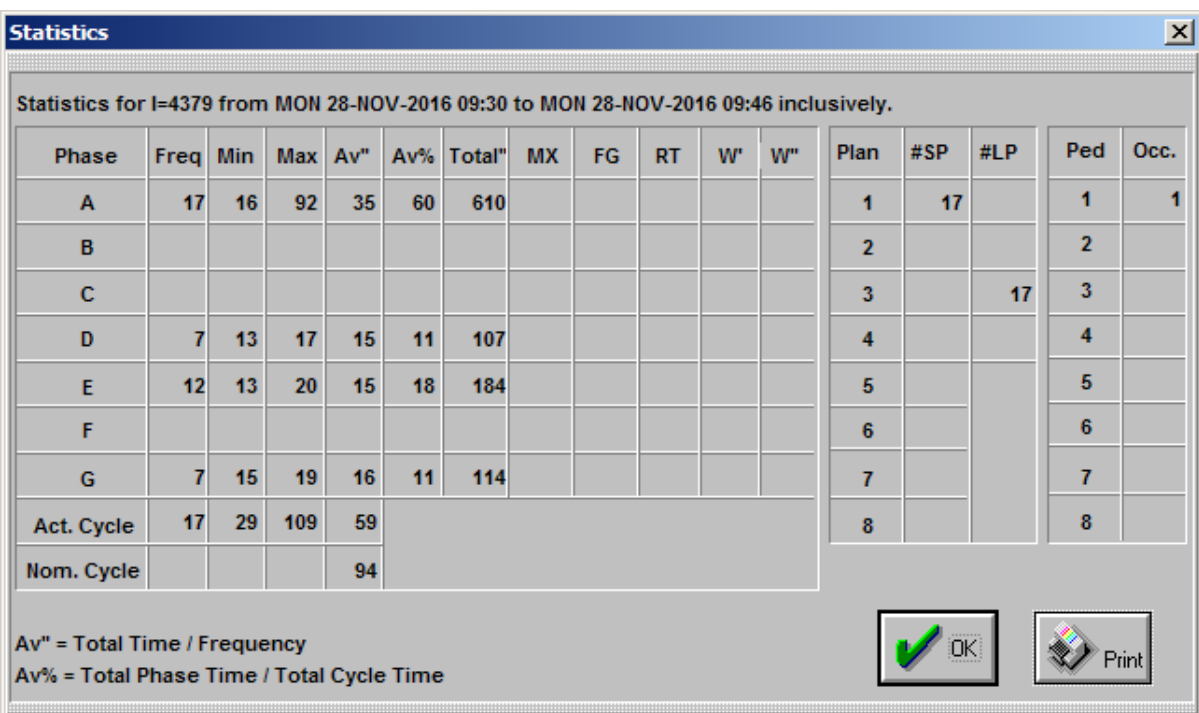 Statistics
Statistics for I=4379 from MON 28-NOV-2016 09:30 to MON 28-NOV-2016 09:46 inclusively.
Phase Freq Min Max Av" Av% Total" MX FG RT W' W" Plan #SP #LP Ped Occ.
A 17 16 92 35 60 610 1 17 1 1
B 2 2
C 3 17 3
D 7 13 17 15 11 107 4 4
E 12 13 20 15 18 184 5 5
F 6 6
G 7 15 19 16 11 114 7 7
Act. Cycle 17 29 109 59 8 8
Nom. Cycle 94
Av" = Total Time / Frequency
Av% = Total Phase Time / Total Cycle Time
OK Print